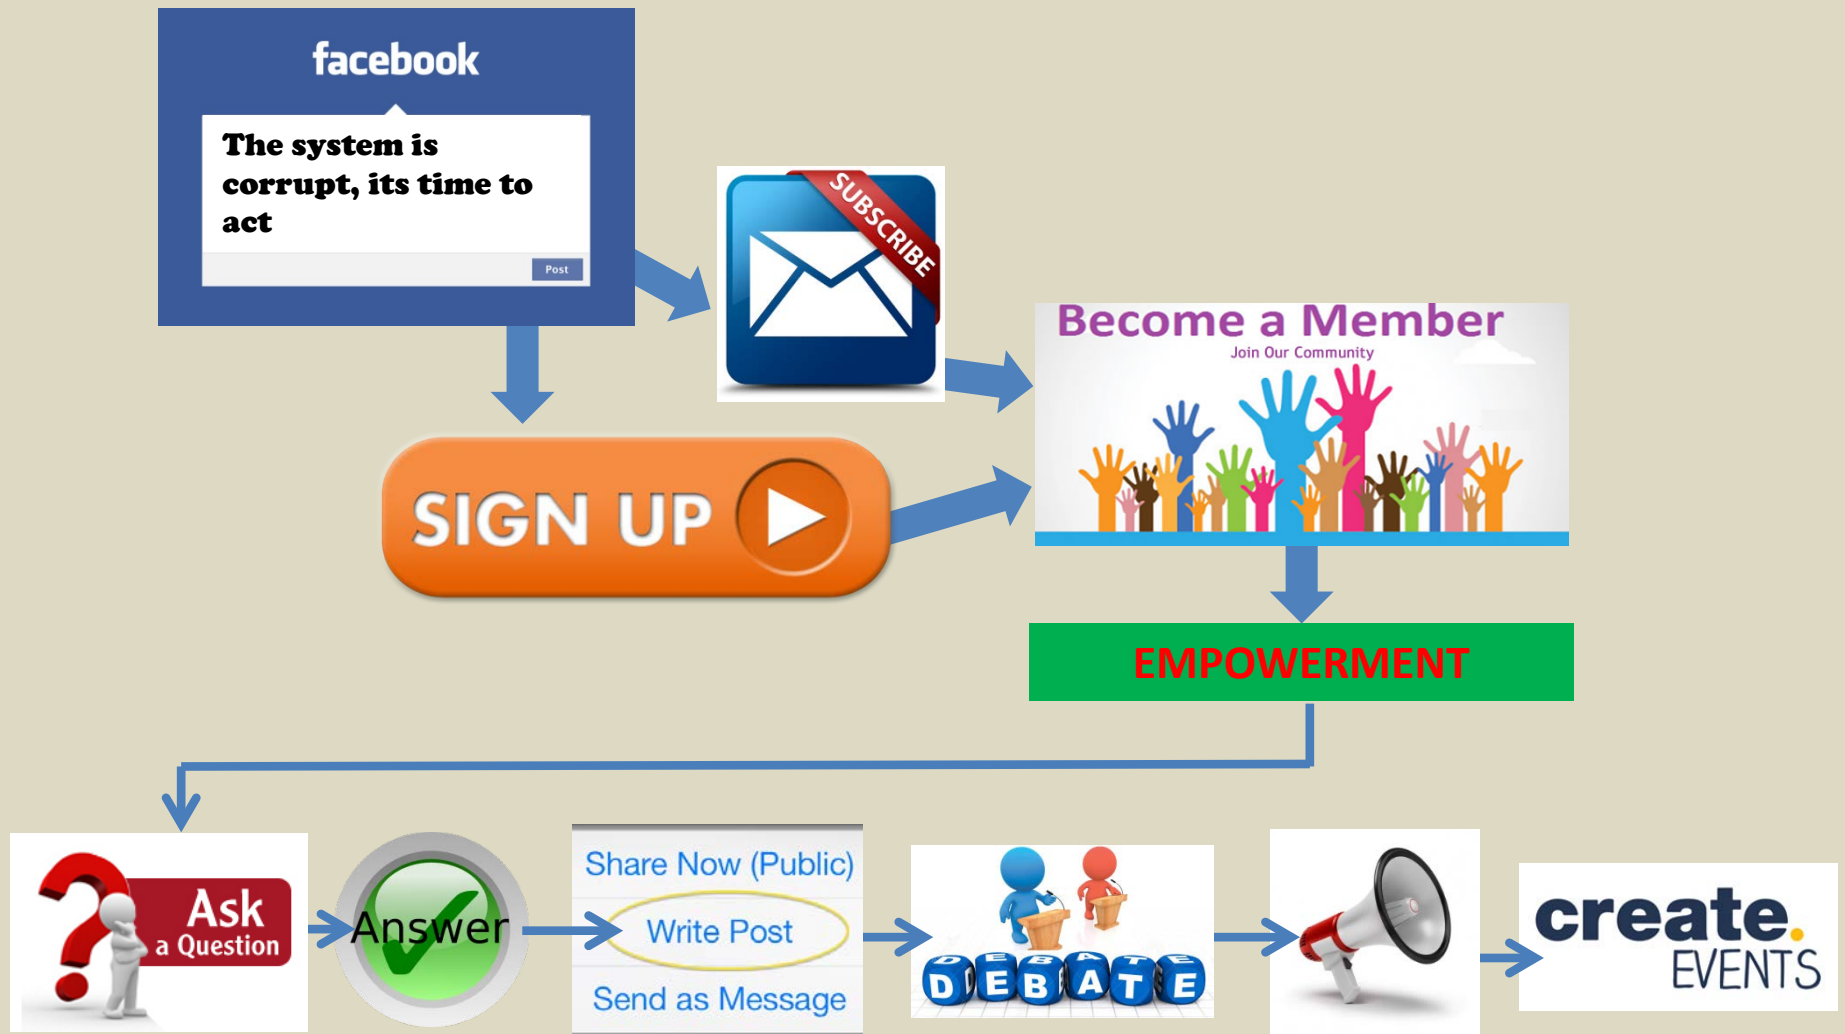 facebook
The system is
corrupt, its time to
act
Post
SUBSCRIBE
Become a Member
Join Our Community
SIGN UP
EMPOWERMENT
Ask
a Question
Answer
Share Now (Public)
Write Post
Send as Message
DEBATE
DEBATE
create.
EVENTS